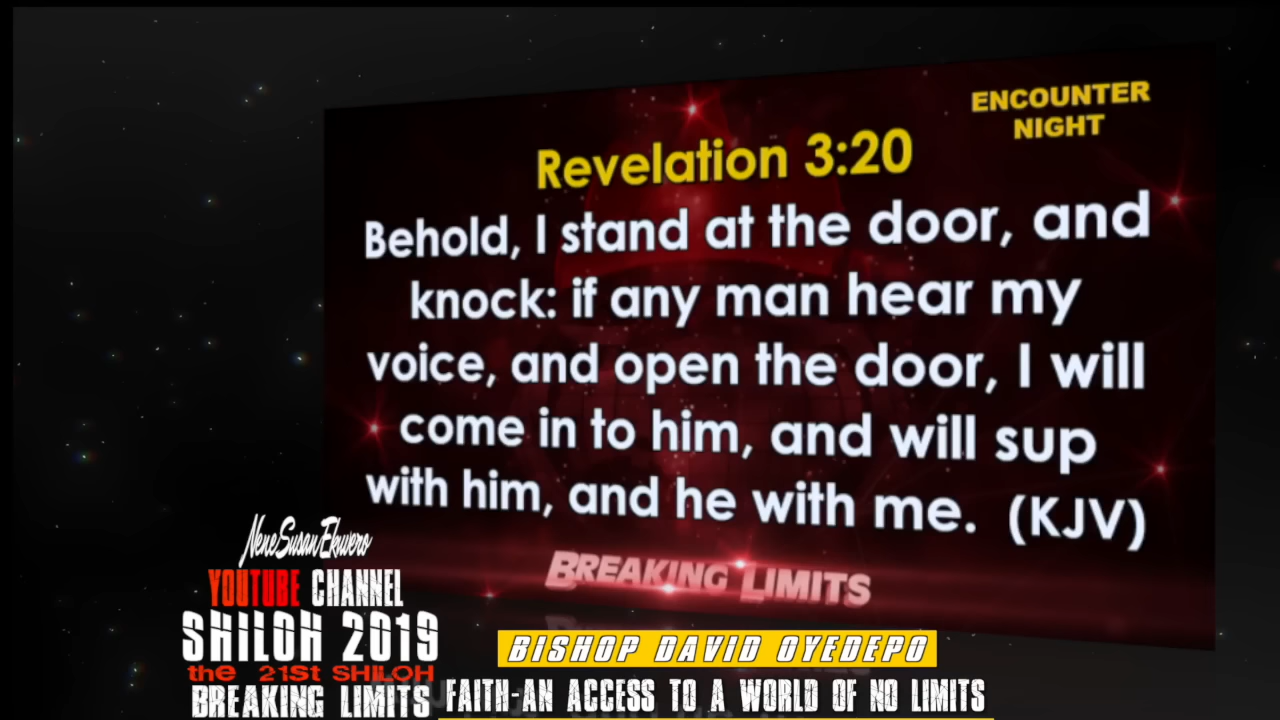 ENCOUNTER
NIGHT
Revelation 3:20
Behold, I stand at the door, and
knock: if any man hear my
voice, and open the door, I will
come in to him, and will sup
with him, and he with me. (KJV)
BREAKING LIMITS
NeneSusanEkwero
YOUTUBE CHANNEL
SHILOH 2019
the 21st SHILOH
BREAKING LIMITS
BISHOP DAVID OYEDEPO
FAITH-AN ACCESS TO A WORLD OF NO LIMITS